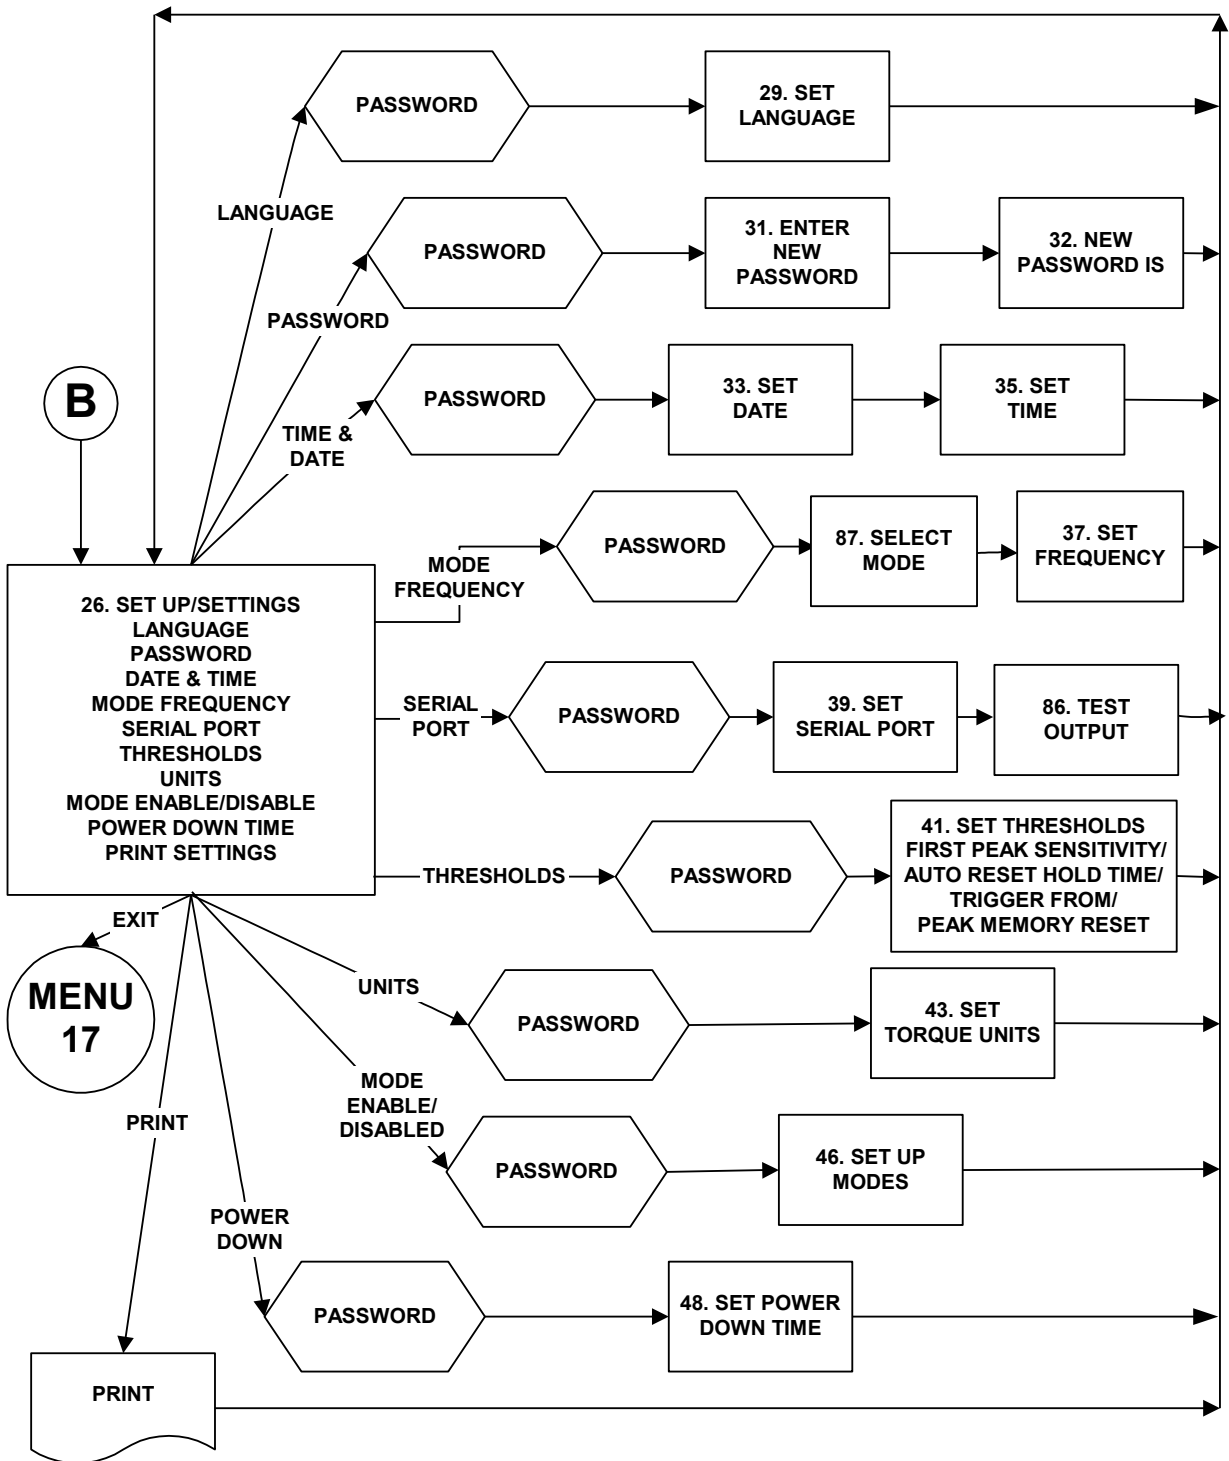 PASSWORD
29. SET
LANGUAGE
LANGUAGE
PASSWORD
31. ENTER
NEW
PASSWORD
32. NEW
PASSWORD IS
PASSWORD
PASSWORD
33. SET
DATE
35. SET
TIME
B
TIME &
DATE
MODE
FREQUENCY
PASSWORD
87. SELECT
MODE
37. SET
FREQUENCY
26. SET UP/SETTINGS
LANGUAGE
PASSWORD
DATE & TIME
MODE FREQUENCY
SERIAL PORT
THRESHOLDS
UNITS
MODE ENABLE/DISABLE
POWER DOWN TIME
PRINT SETTINGS
SERIAL
PORT
PASSWORD
39. SET
SERIAL PORT
86. TEST
OUTPUT
THRESHOLDS
PASSWORD
41. SET THRESHOLDS
FIRST PEAK SENSITIVITY/
AUTO RESET HOLD TIME/
TRIGGER FROM/
PEAK MEMORY RESET
EXIT
MENU
17
UNITS
PASSWORD
43. SET
TORQUE UNITS
MODE
ENABLE/
DISABLED
PASSWORD
46. SET UP
MODES
PRINT
POWER
DOWN
PASSWORD
48. SET POWER
DOWN TIME
PRINT